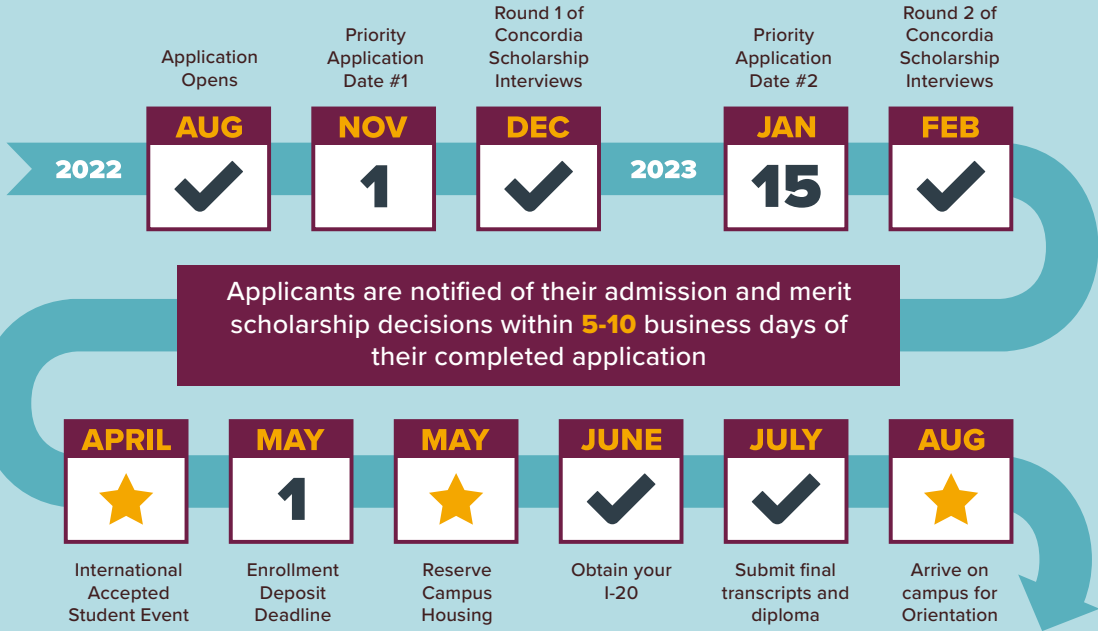 Application
Opens
Priority
Application
Date #1
Round 1 of
Concordia
Scholarship
Interviews
Priority
Application
Date #2
Round 2 of
Concordia
Scholarship
Interviews
2022
AUG
NOV
1
DEC
2023
JAN
15
FEB
Applicants are notified of their admission and merit
scholarship decisions within 5-10 business days of
their completed application
APRIL
International
Accepted
Student Event
MAY
1
Enrollment
Deposit
Deadline
MAY
Reserve
Campus
Housing
JUNE
Obtain your
I-20
JULY
Submit final
transcripts and
diploma
AUG
Arrive on
campus for
Orientation